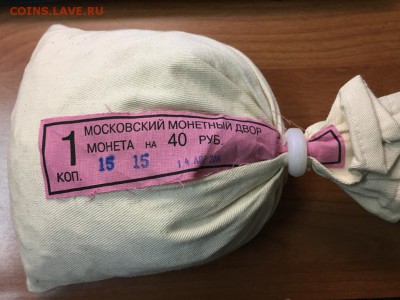 COINS.LAVE.RU
МОСКОВСКИЙ МОНЕТНЫЙ ДВОР
1 МОНЕТА НА 40 РУБ.
КОП. 15 15